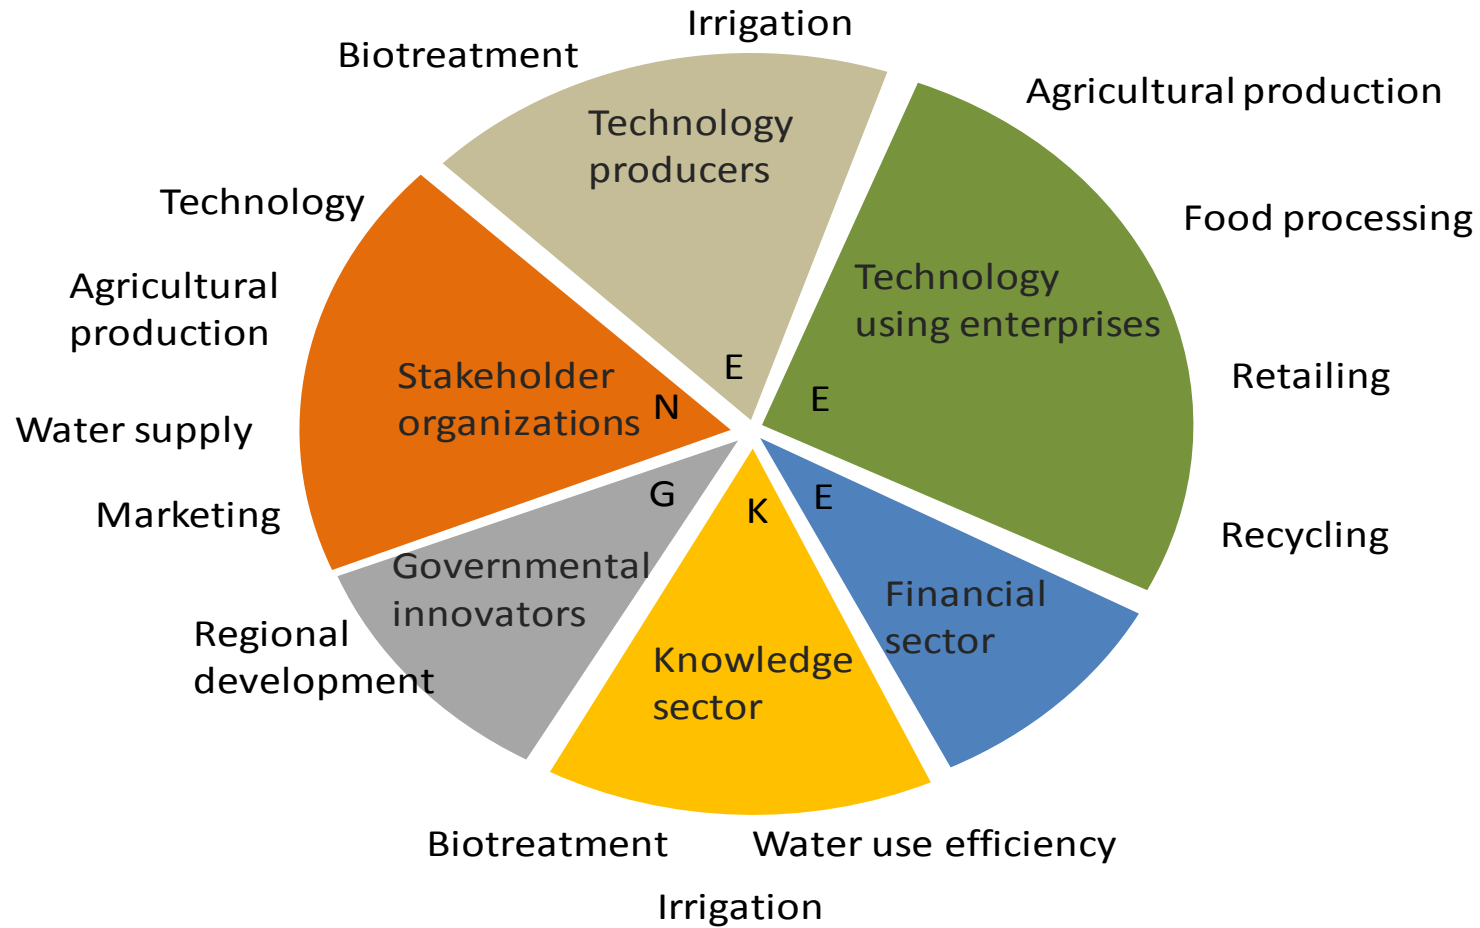 Irrigation
Biotreatment
Agricultural production
Technology
producers
Technology
Food processing
Agricultural
production
Technology
using enterprises
Stakeholder
organizations
E
E
N
Retailing
Water supply
Marketing
G
K
E
Recycling
Governmental
innovators
Financial
sector
Regional
development
Knowledge
sector
Biotreatment
Water use efficiency
Irrigation